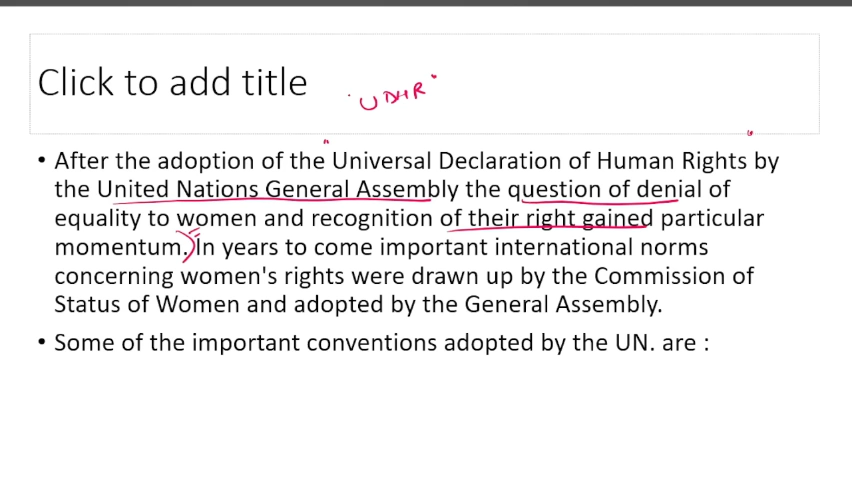 Click to add title
UDHR
• After the adoption of the Universal Declaration of Human Rights by
the United Nations General Assembly the question of denial of
equality to women and recognition of their right gained particular
momentum. In years to come important international norms
concerning women's rights were drawn up by the Commission of
Status of Women and adopted by the General Assembly.
• Some of the important conventions adopted by the UN. are :